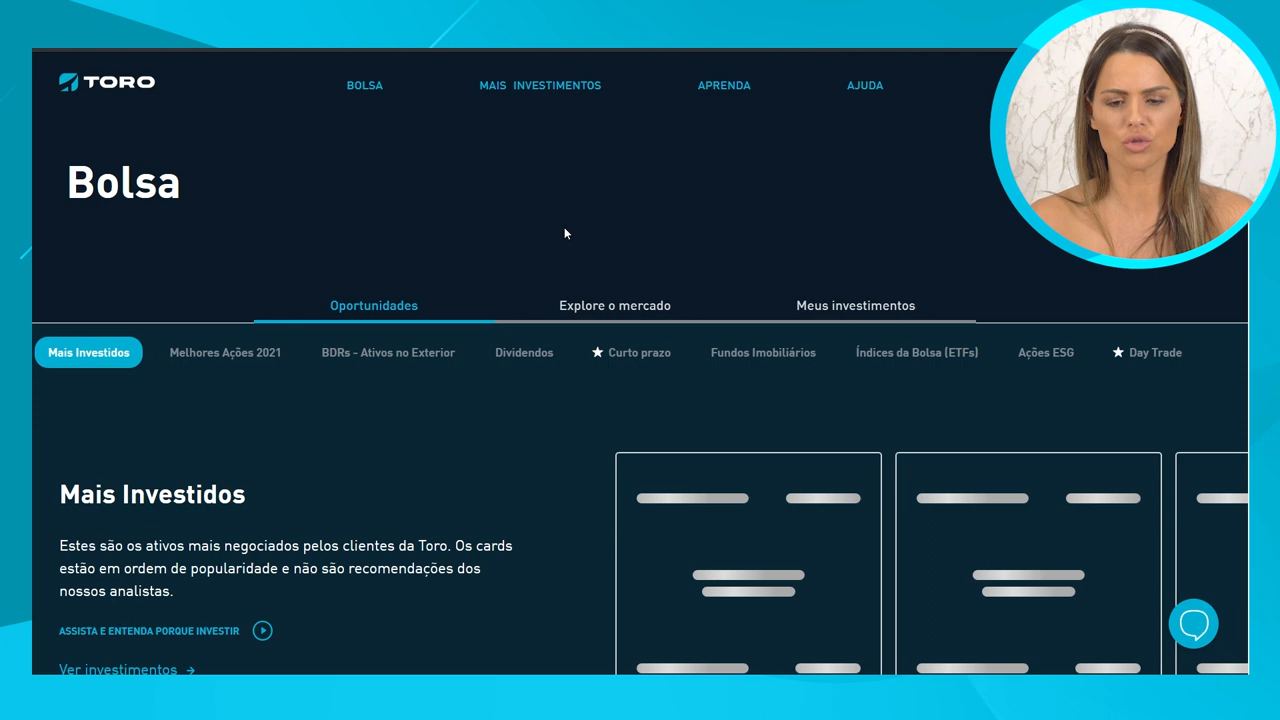 TORO
BOLSA
MAIS INVESTIMENTOS
APRENDA
AJUDA
Bolsa
Oportunidades
Explore o mercado
Meus investimentos
Mais Investidos
Melhores Ações 2021
BDRs - Ativos no Exterior
Dividendos
Curto prazo
Fundos Imobiliários
Índices da Bolsa (ETFs)
Ações ESG
Day Trade
Mais Investidos
Estes são os ativos mais negociados pelos clientes da Toro. Os cards
estão em ordem de popularidade e não são recomendações dos
nossos analistas.
ASSISTA E ENTENDA PORQUE INVESTIR
Ver investimentos